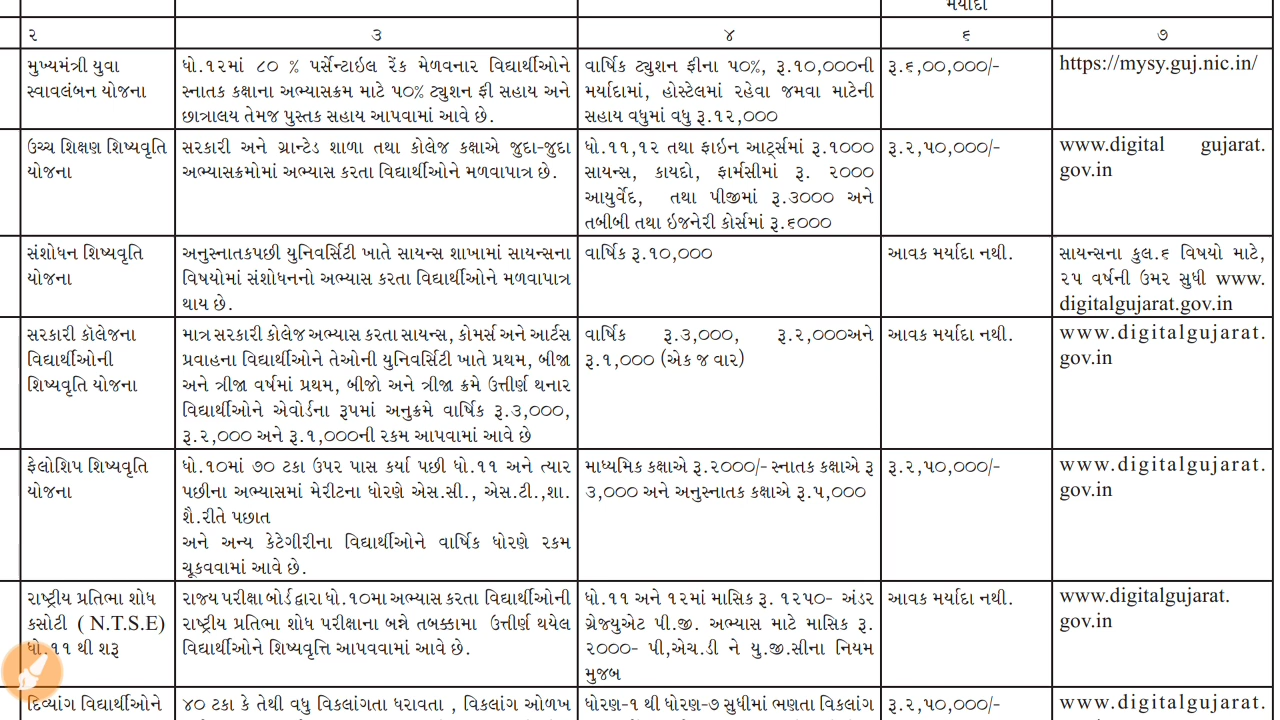 મર્યાદા
૨ ૩ ૪ ૬ ૭
મુખ્યમંત્રી યુવા
સ્વાવલંબન યોજના
ધો.૧૨માં ૮૦ % પર્સેન્ટાઇલ રેંક મેળવનાર વિદ્યાર્થીઓને
સ્નાતક કક્ષાના અભ્યાસક્રમ માટે ૫૦% ટ્યુશન ફી સહાય અને
છાત્રાલય તેમજ પુસ્તક સહાય આપવામાં આવે છે.
વાર્ષિક ટ્યુશન ફીના ૫૦%, રૂ.૧૦,૦૦૦ની
મર્યાદામાં, હોસ્ટેલમાં રહેવા જમવા માટેની
સહાય વધુમાં વધુ રૂ.૧૨,૦૦૦
રૂ.૬,૦૦,૦૦૦/-
https://mysy.guj.nic.in/
ઉચ્ચ શિક્ષણ શિષ્યવૃતિ
યોજના
સરકારી અને ગ્રાન્ટેડ શાળા તથા કોલેજ કક્ષાએ જુદા-જુદા
અભ્યાસક્રમોમાં અભ્યાસ કરતા વિદ્યાર્થીઓને મળવાપાત્ર છે.
ધો.૧૧,૧૨ તથા ફાઇન આર્ટ્સમાં રૂ.૧૦૦૦
સાયન્સ, કાયદો, ફાર્મસીમાં રૂ. ૨૦૦૦
આયુર્વેદ, તથા પીજીમાં રૂ.૩૦૦૦ અને
તબીબી તથા ઇજનેરી કોર્સમાં રૂ.૬૦૦૦
રૂ.૨,૫૦,૦૦૦/-
www.digital gujarat.
gov.in
સંશોધન શિષ્યવૃતિ
યોજના
અનુસ્નાતકપછી યુનિવર્સિટી ખાતે સાયન્સ શાખામાં સાયન્સના
વિષયોમાં સંશોધનનો અભ્યાસ કરતા વિદ્યાર્થીઓને મળવાપાત્ર
થાય છે.
વાર્ષિક રૂ.૧૦,૦૦૦
આવક મર્યાદા નથી.
સાયન્સના કુલ.૬ વિષયો માટે,
૨૫ વર્ષની ઉમર સુધી www.
digitalgujarat.gov.in
સરકારી કૉલેજના
વિદ્યાર્થીઓની
શિષ્યવૃતિ યોજના
માત્ર સરકારી કોલેજ અભ્યાસ કરતા સાયન્સ, કોમર્સ અને આર્ટસ
પ્રવાહના વિદ્યાર્થીઓને તેઓની યુનિવર્સિટી ખાતે પ્રથમ, બીજા
અને ત્રીજા વર્ષમાં પ્રથમ, બીજો અને ત્રીજા ક્રમે ઉત્તીર્ણ થનાર
વિદ્યાર્થીઓને એવોર્ડના રૂપમાં અનુક્રમે વાર્ષિક રૂ.૩,૦૦૦,
રૂ.૨,૦૦૦ અને રૂ.૧,૦૦૦ની રકમ આપવામાં આવે છે
વાર્ષિક રૂ.૩,૦૦૦, રૂ.૨,૦૦૦અને
રૂ.૧,૦૦૦ (એક જ વાર)
આવક મર્યાદા નથી.
www.digitalgujarat.
gov.in
ફેલોશિપ શિષ્યવૃતિ
યોજના
ધો.૧૦માં ૭૦ ટકા ઉપર પાસ કર્યા પછી ધો.૧૧ અને ત્યાર
પછીના અભ્યાસમાં મેરીટના ધોરણે એસ.સી., એસ.ટી.,શા.
શૈ.રીતે પછાત
અને અન્ય કેટેગીરીના વિદ્યાર્થીઓને વાર્ષિક ધોરણે રકમ
ચૂકવવામાં આવે છે.
માધ્યમિક કક્ષાએ રૂ.૨૦૦૦/- સ્નાતક કક્ષાએ રૂ
૩,૦૦૦ અને અનુસ્નાતક કક્ષાએ રૂ.૫,૦૦૦
રૂ.૨,૫૦,૦૦૦/-
www.digitalgujarat.
gov.in
રાષ્ટ્રીય પ્રતિભા શોધ
કસોટી ( N.T.S.E)
ધો.૧૧ થી શરૂ
રાજ્ય પરીક્ષા બોર્ડ દ્વારા ધો.૧૦મા અભ્યાસ કરતા વિદ્યાર્થીઓની
રાષ્ટ્રીય પ્રતિભા શોધ પરીક્ષાના બન્ને તબક્કામા ઉત્તીર્ણ થયેલ
વિદ્યાર્થીઓને શિષ્યવૃત્તિ આપવવામાં આવે છે.
ધો.૧૧ અને ૧૨માં માસિક રૂ. ૧૨૫૦- અંડર
ગ્રેજયુએટ પી.જી. અભ્યાસ માટે માસિક રૂ.
૨૦૦૦- પી,એચ.ડી ને યુ.જી.સીના નિયમ
મુજબ
આવક મર્યાદા નથી.
www.digitalgujarat.
gov.in
દિવ્યાંગ વિદ્યાર્થીઓને
૪૦ ટકા કે તેથી વધુ વિકલાંગતા ધરાવતા , વિકલાંગ ઓળખ
ધોરણ-૧ થી ધોરણ-૭ સુધીમાં ભણતા વિકલાંગ
રૂ.૨,૫૦,૦૦૦/-
www.digitalgujarat.